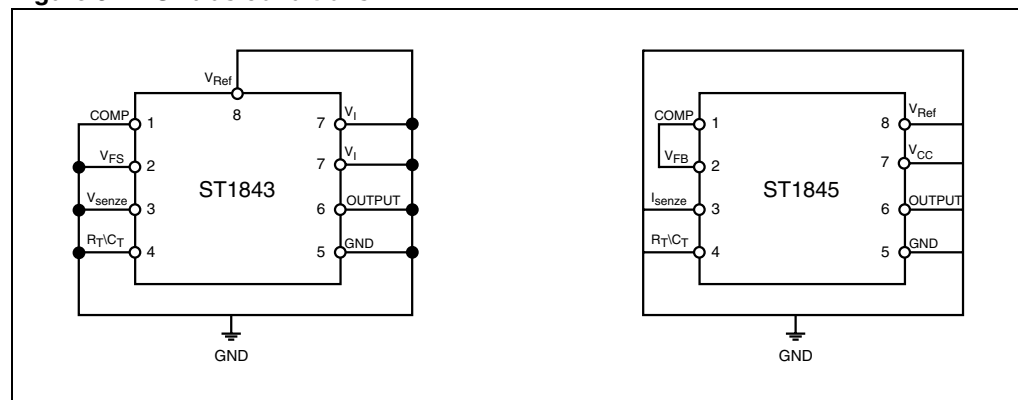 V_Ref
8
COMP 1
V_FS 2
V_senze 3
R_T\C_T 4
ST1843
7 V_I
7 V_I
6 OUTPUT
5 GND
GND
COMP 1
V_FB 2
I_senze 3
R_T\C_T 4
ST1845
8 V_Ref
7 V_CC
6 OUTPUT
5 GND
GND